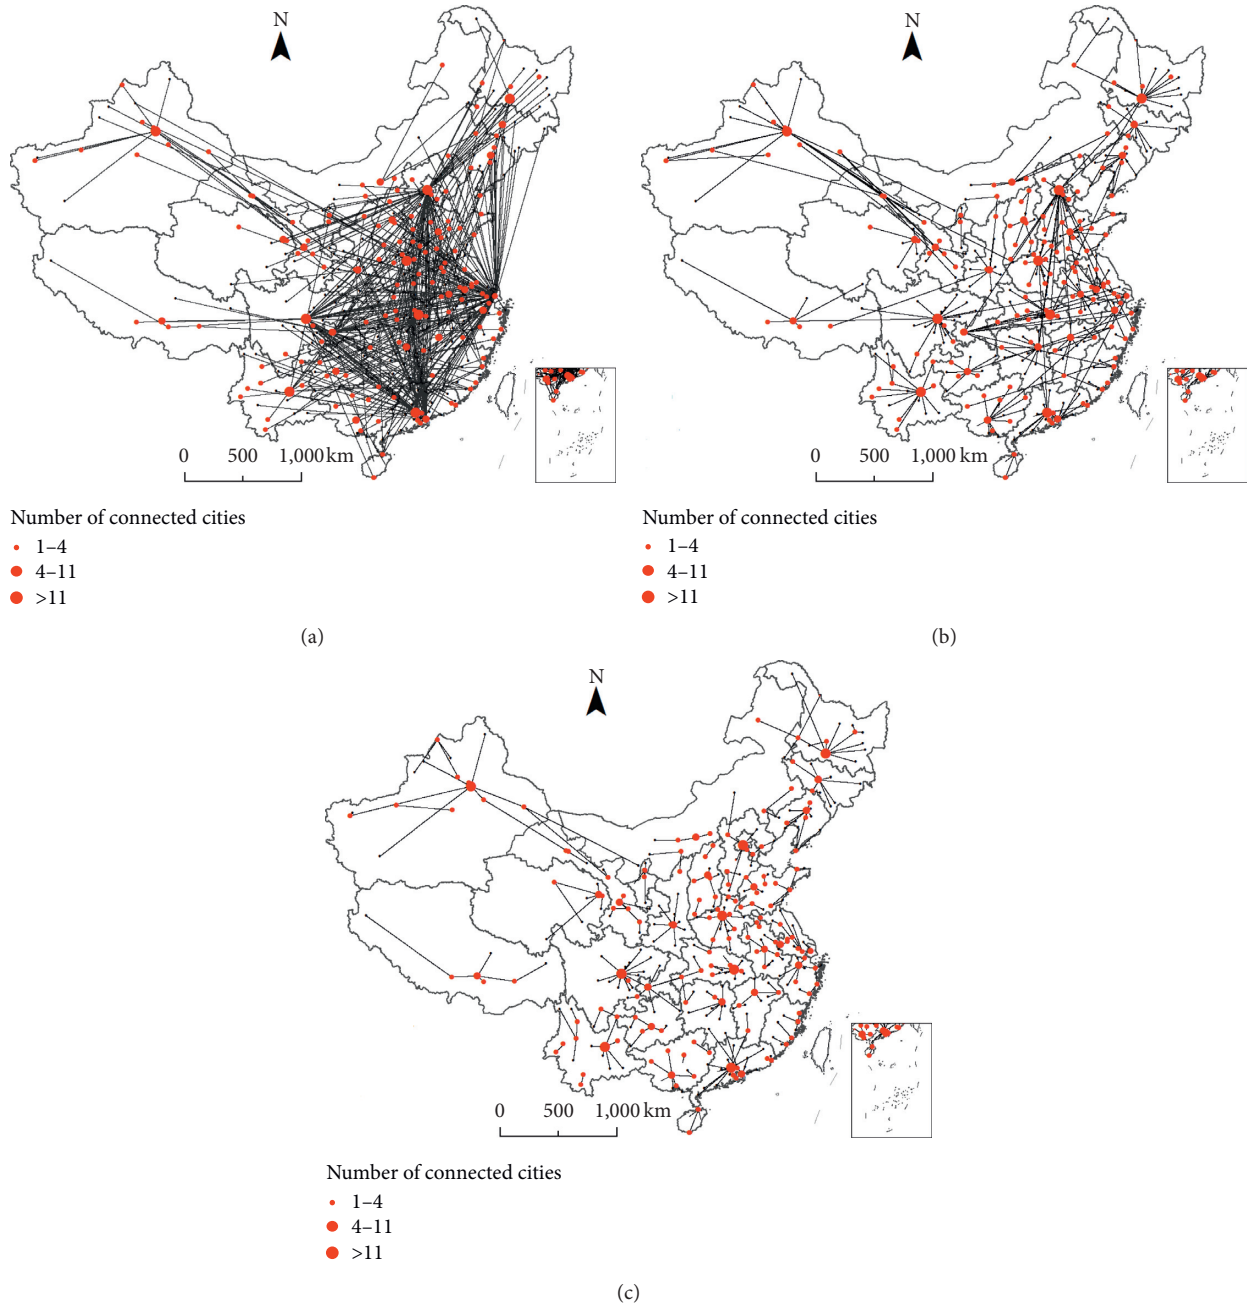 N
0 500 1,000 km
Number of connected cities
1–4
4–11
>11
(a)
N
0 500 1,000 km
Number of connected cities
1–4
4–11
>11
(b)
N
0 500 1,000 km
Number of connected cities
1–4
4–11
>11
(c)